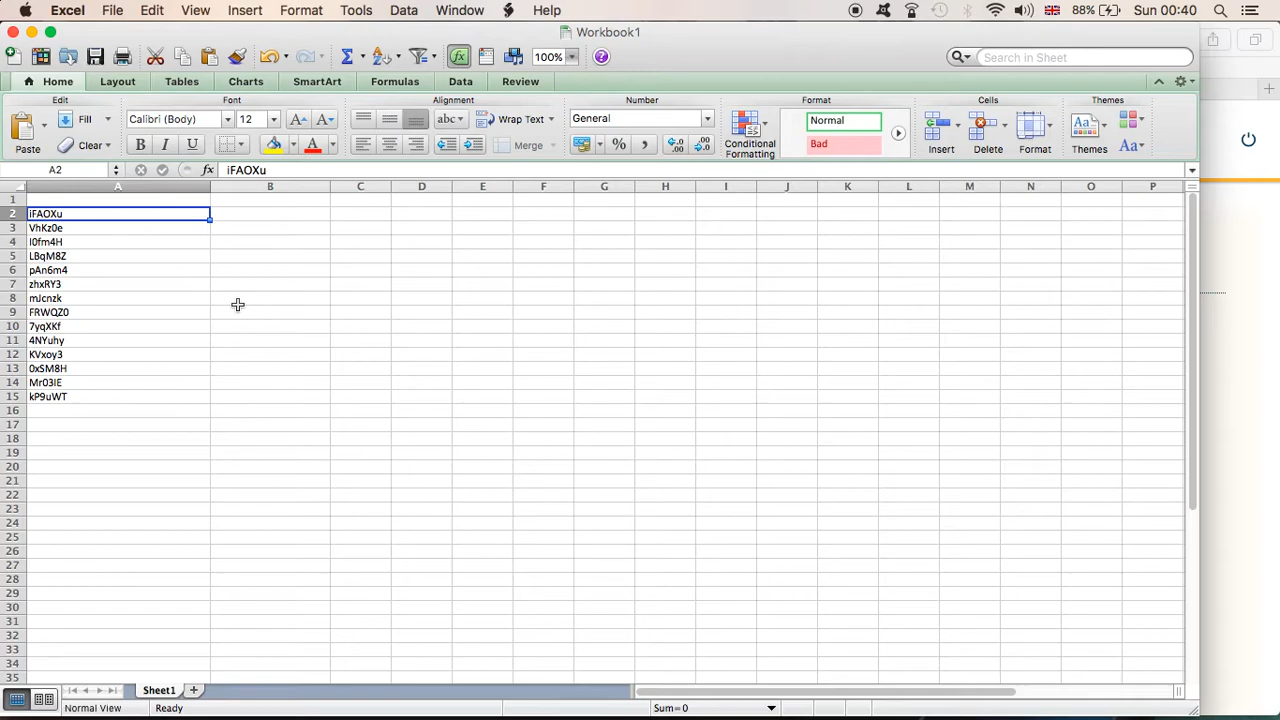 Excel File Edit View Insert Format Tools Data Window Help 88% Sun 00:40
Workbook1
100% Search in Sheet
Home Layout Tables Charts SmartArt Formulas Data Review
Edit Font Alignment Number Format Cells Themes
Calibri (Body) 12 A A abc Wrap Text General Normal
Paste Fill Clear B I U A Merge % Conditional Formatting Bad Insert Delete Format Themes Aa
A2 fx iFAOXu
A B C D E F G H I J K L M N O P
1
2 iFAOXu
3 VhKz0e
4 I0fm4H
5 LBqM8Z
6 pAn6m4
7 zhxRY3
8 mJcnzk
9 FRWQZ0
10 7yqXKf
11 4NYuhy
12 KVxoy3
13 0xSM8H
14 Mr03IE
15 kP9uWT
16
17
18
19
20
21
22
23
24
25
26
27
28
29
30
31
32
33
34
35
Sheet1
Normal View Ready Sum=0